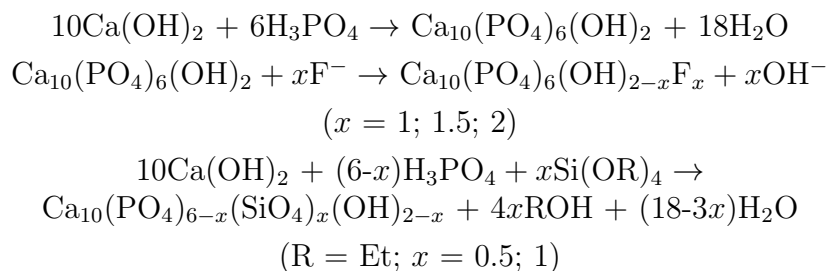 10Ca(OH)₂ + 6H₃PO₄ → Ca₁₀(PO₄)₆(OH)₂ + 18H₂O
Ca₁₀(PO₄)₆(OH)₂ + xF⁻ → Ca₁₀(PO₄)₆(OH)₂₋ₓFₓ + xOH⁻
(x = 1; 1.5; 2)
10Ca(OH)₂ + (6-x)H₃PO₄ + xSi(OR)₄ →
Ca₁₀(PO₄)₆₋ₓ(SiO₄)ₓ(OH)₂₋ₓ + 4xROH + (18-3x)H₂O
(R = Et; x = 0.5; 1)